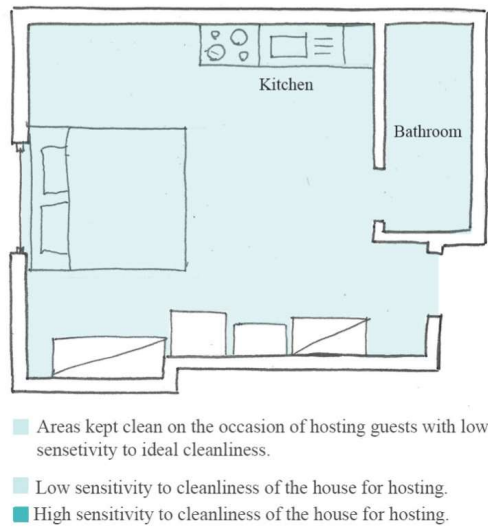 Kitchen
Bathroom
Areas kept clean on the occasion of hosting guests with low
sensetivity to ideal cleanliness.
Low sensitivity to cleanliness of the house for hosting.
High sensitivity to cleanliness of the house for hosting.